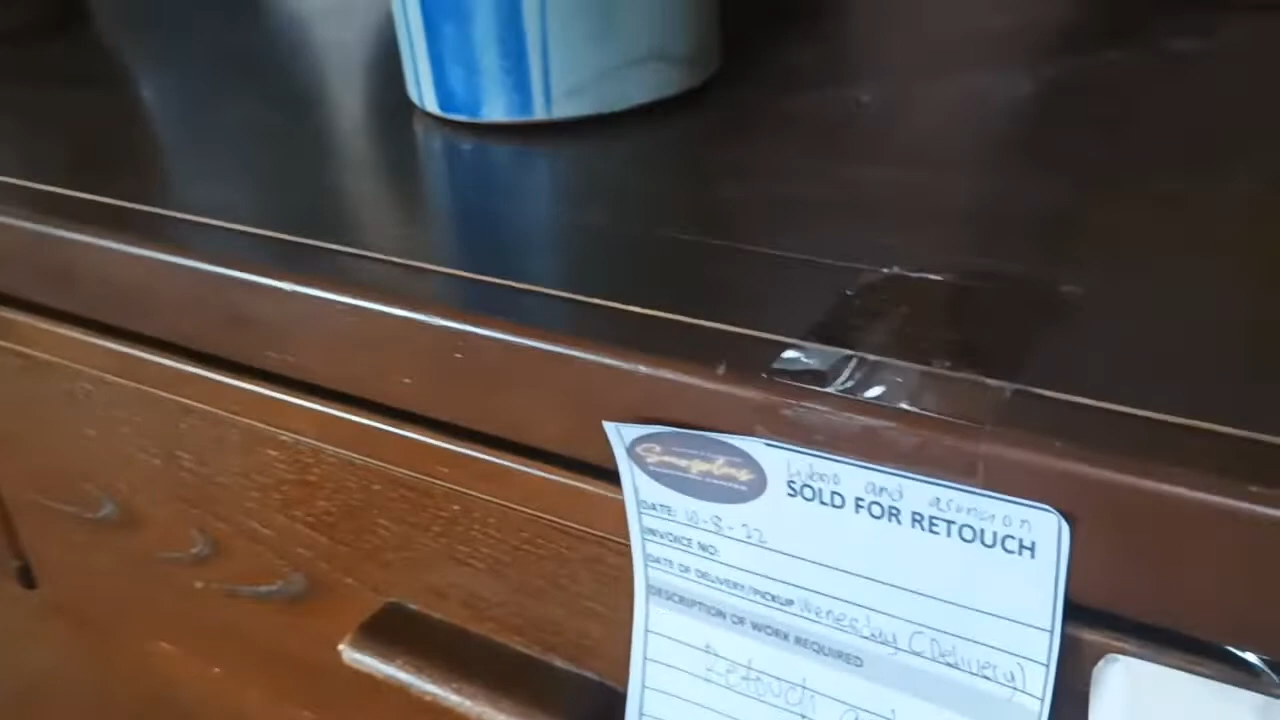 and asuncion
SOLD FOR RETOUCH
DATE: 10-8-22
INVOICE NO:
DATE OF DELIVERY/PICKUP Wenesday (Delivery)
DESCRIPTION OF WORK REQUIRED
Retouch and